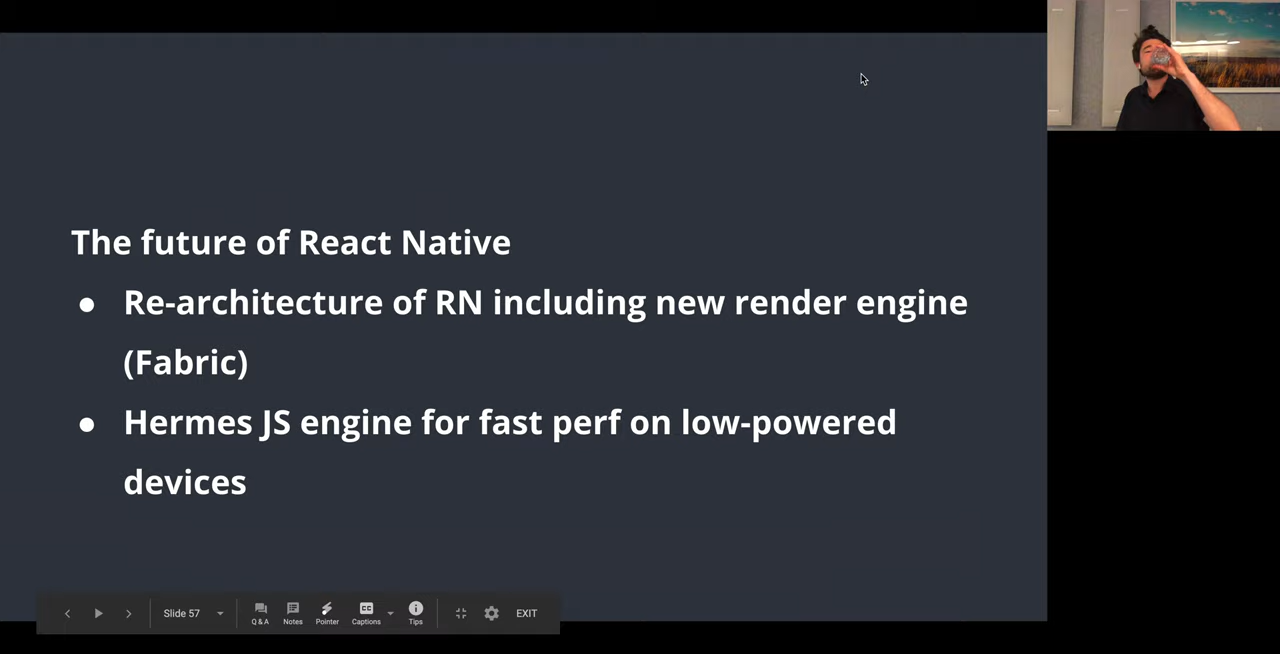 The future of React Native
● Re-architecture of RN including new render engine
(Fabric)
● Hermes JS engine for fast perf on low-powered
devices
Slide 57
Q & A
Notes
Pointer
CC
Captions
Tips
EXIT